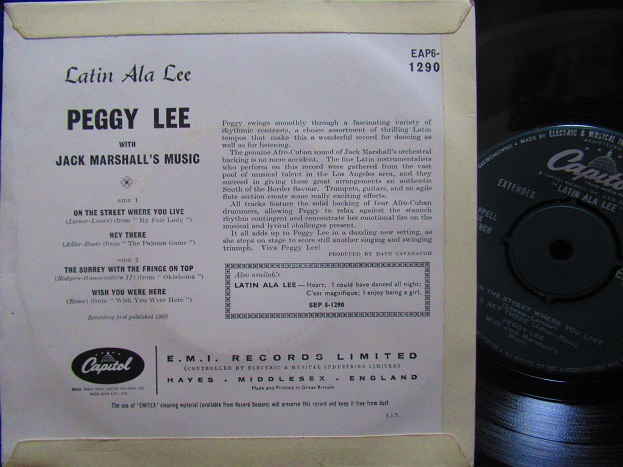 EAP6-
1290
Latin Ala Lee
PEGGY LEE
WITH
JACK MARSHALL'S MUSIC
side 1
ON THE STREET WHERE YOU LIVE
(Lerner-Loewe) (from " My Fair Lady ")
HEY THERE
(Adler-Ross) (from " The Pajama Game ")
side 2
THE SURREY WITH THE FRINGE ON TOP
(Rodgers-Hammerstein II) (from " Oklahoma ")
WISH YOU WERE HERE
(Rome) (from " Wish You Were Here ")
Recording first published 1960
Peggy swings smoothly through a fascinating variety of
rhythmic contrasts, a choice assortment of thrilling Latin
tempos that make this a wonderful record for dancing as
well as for listening.
The genuine Afro-Cuban sound of Jack Marshall's orchestral
backing is no mere accident. The fine Latin instrumentalists
who perform on this record were gathered from the vast
pool of musical talent in the Los Angeles area, and they
succeed in giving these great arrangements an authentic
South of the Border flavour. Trumpets, guitars, and an agile
flute section create some really exciting effects.
All tracks feature the solid backing of four Afro-Cuban
drummers, allowing Peggy to relax against the staunch
rhythm contingent and concentrate her emotional fire on the
musical and lyrical challenges present.
It all adds up to Peggy Lee in a dazzling new setting, as
she steps on stage to score still another singing and swinging
triumph. Viva Peggy Lee!
PRODUCED BY DAVE CAVANAUGH
Also available
LATIN ALA LEE — Heart; I could have danced all night;
C'est magnifique; I enjoy being a girl,
SEP 5-1290
Capitol
E.M.I. RECORDS LIMITED
(CONTROLLED BY ELECTRIC & MUSICAL INDUSTRIES LIMITED)
HAYES • MIDDLESEX • ENGLAND
Made and Printed in Great Britain
The use of "EMITEX" cleaning material (available from Record Dealers) will preserve this record and keep it free from dust
MADE BY ELECTRIC & MUSICAL
Capitol
EXTENDED
LATIN ALA LEE
ON THE STREET WHERE YOU LIVE
2. HEY THERE
PEGGY LEE